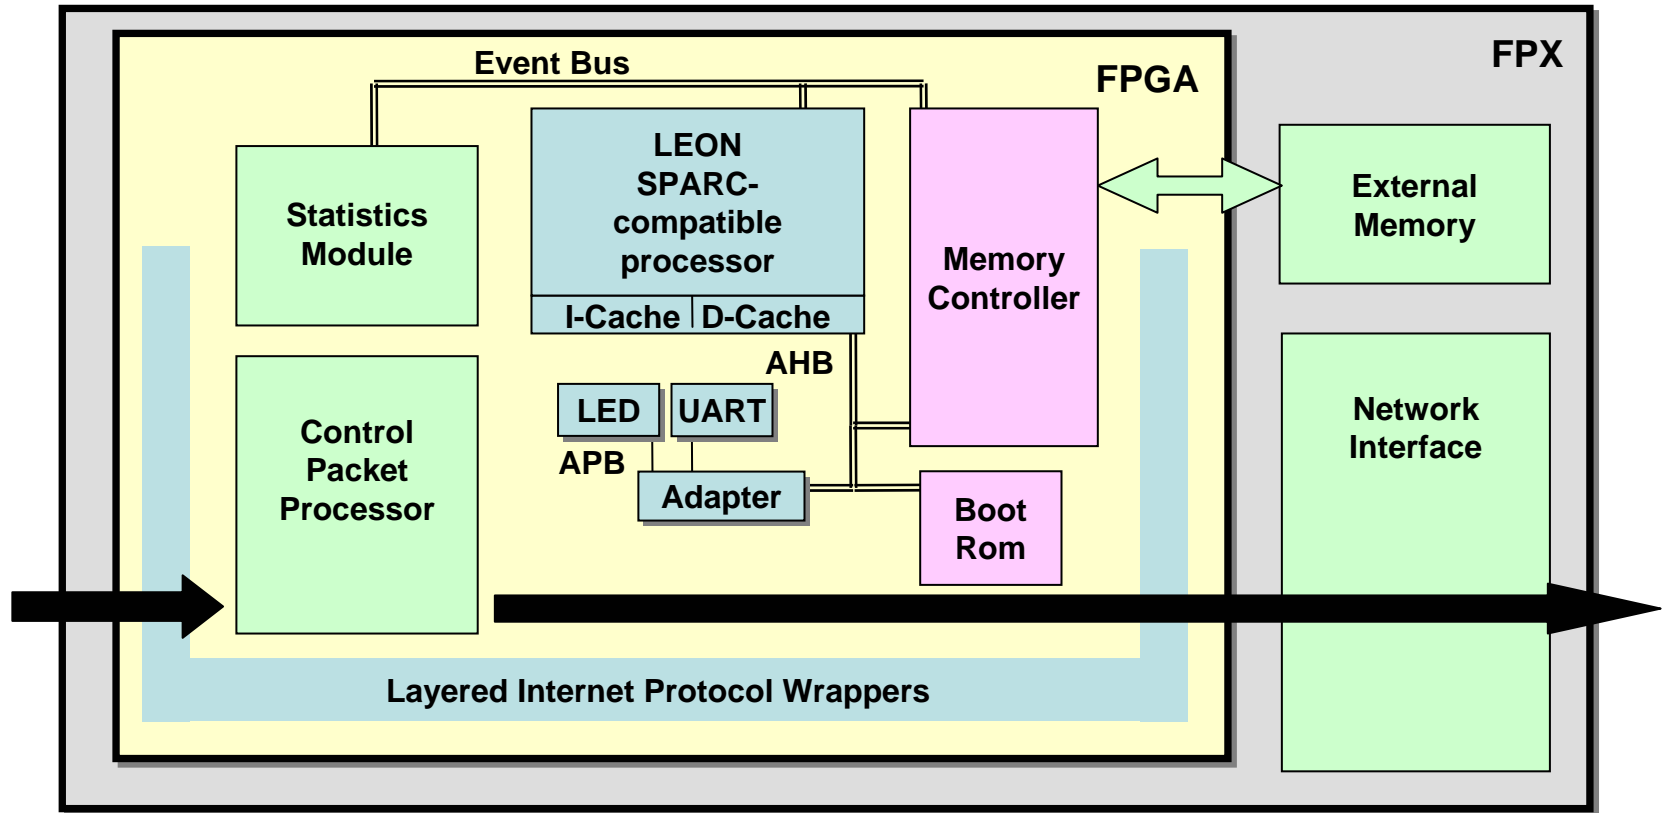 Event Bus
FPGA
FPX
LEON
SPARC-
compatible
processor
I-Cache
D-Cache
Statistics
Module
Memory
Controller
External
Memory
AHB
LED
UART
APB
Adapter
Boot
Rom
Control
Packet
Processor
Network
Interface
Layered Internet Protocol Wrappers